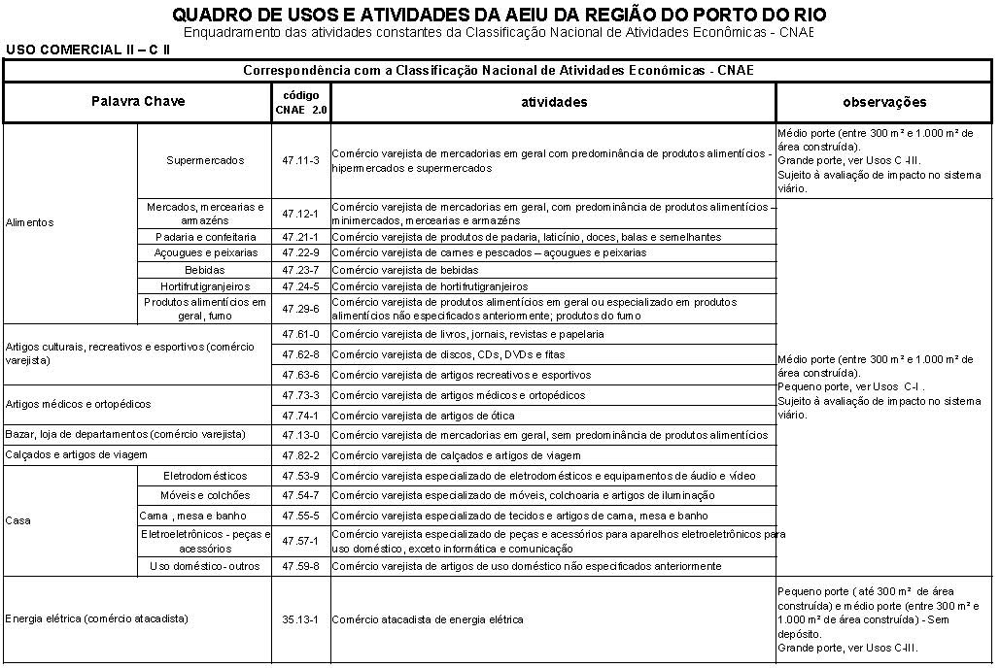 QUADRO DE USOS E ATIVIDADES DA AEIU DA REGIÃO DO PORTO DO RIO
Enquadramento das atividades constantes da Classificação Nacional de Atividades Econômicas - CNAE
USO COMERCIAL II – C II
Correspondência com a Classificação Nacional de Atividades Econômicas - CNAE
Palavra Chave
código
CNAE 2.0
atividades
observações
Alimentos
Supermercados
47.11-3
Comércio varejista de mercadorias em geral com predominância de produtos alimentícios -
hipermercados e supermercados
Médio porte (entre 300 m² e 1.000 m² de
área construída).
Grande porte, ver Usos C -III.
Sujeito à avaliação de impacto no sistema
viário.
Mercados, mercearias e
armazéns
47.12-1
Comércio varejista de mercadorias em geral, com predominância de produtos alimentícios –
minimercados, mercearias e armazéns
Padaria e confeitaria
47.21-1
Comércio varejista de produtos de padaria, laticínio, doces, balas e semelhantes
Açougues e peixarias
47.22-9
Comércio varejista de carnes e pescados – açougues e peixarias
Bebidas
47.23-7
Comércio varejista de bebidas
Hortifrutigranjeiros
47.24-5
Comércio varejista de hortifrutigranjeiros
Produtos alimentícios em
geral, fumo
47.29-6
Comércio varejista de produtos alimentícios em geral ou especializado em produtos
alimentícios não especificados anteriormente; produtos do fumo
Artigos culturais, recreativos e esportivos (comércio
varejista)
47.61-0
Comércio varejista de livros, jornais, revistas e papelaria
47.62-8
Comércio varejista de discos, CDs, DVDs e fitas
47.63-6
Comércio varejista de artigos recreativos e esportivos
Médio porte (entre 300 m² e 1.000 m² de
área construída).
Pequeno porte, ver Usos C-I .
Sujeito à avaliação de impacto no sistema
viário.
Artigos médicos e ortopédicos
47.73-3
Comércio varejista de artigos médicos e ortopédicos
47.74-1
Comércio varejista de artigos de ótica
Bazar, loja de departamentos (comércio varejista)
47.13-0
Comércio varejista de mercadorias em geral, sem predominância de produtos alimentícios
Calçados e artigos de viagem
47.82-2
Comércio varejista de calçados e artigos de viagem
Casa
Eletrodomésticos
47.53-9
Comércio varejista especializado de eletrodomésticos e equipamentos de áudio e vídeo
Móveis e colchões
47.54-7
Comércio varejista especializado de móveis, colchoaria e artigos de iluminação
Cama , mesa e banho
47.55-5
Comércio varejista especializado de tecidos e artigos de cama, mesa e banho
Eletroeletrônicos - peças e
acessórios
47.57-1
Comércio varejista especializado de peças e acessórios para aparelhos eletroeletrônicos para
uso doméstico, exceto informática e comunicação
Uso doméstico- outros
47.59-8
Comércio varejista de artigos de uso doméstico não especificados anteriormente
Energia elétrica (comércio atacadista)
35.13-1
Comércio atacadista de energia elétrica
Pequeno porte ( até 300 m² de área
construída) e médio porte (entre 300 m² e
1.000 m² de área construída) - Sem
depósito.
Grande porte, ver Usos C-III.